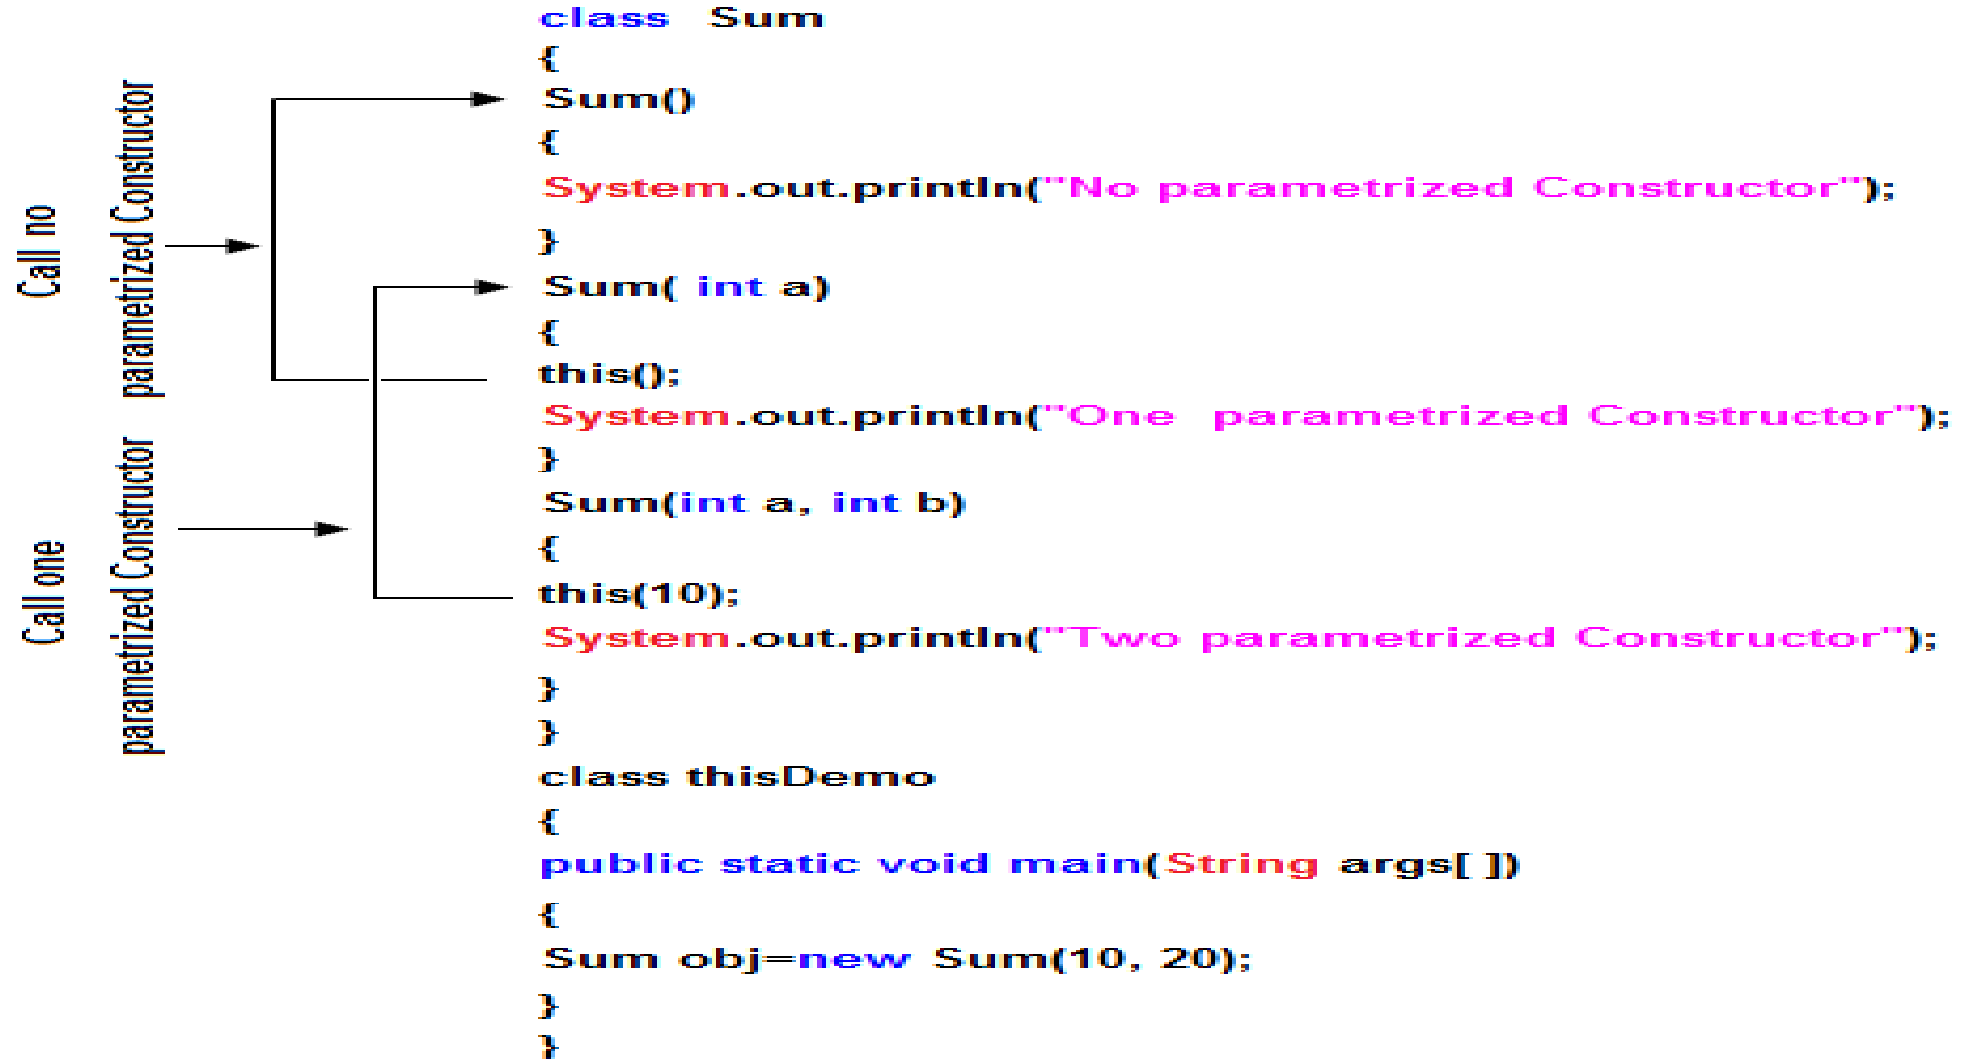 class Sum
{
Sum()
{
System.out.println("No parametrized Constructor");
}
Sum( int a)
{
this();
System.out.println("One parametrized Constructor");
}
Sum(int a, int b)
{
this(10);
System.out.println("Two parametrized Constructor");
}
}
class thisDemo
{
public static void main(String args[ ])
{
Sum obj=new Sum(10, 20);
}
}
Call no
parametrized Constructor
Call one
parametrized Constructor